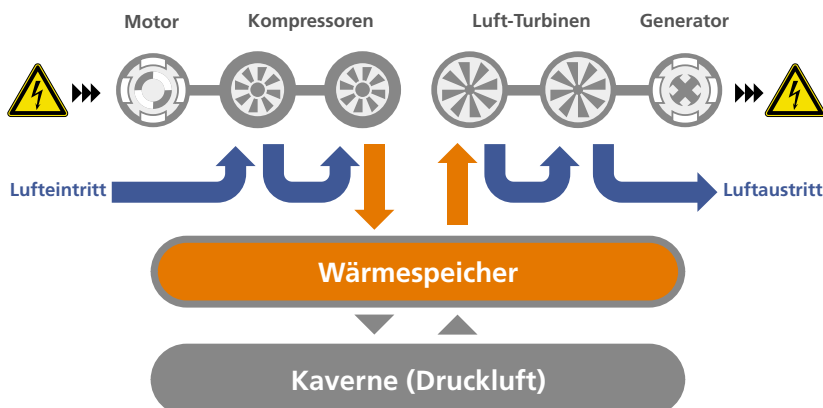 Motor
Kompressoren
Luft-Turbinen
Generator
Lufteintritt
Luftaustritt
Wärmespeicher
Kaverne (Druckluft)